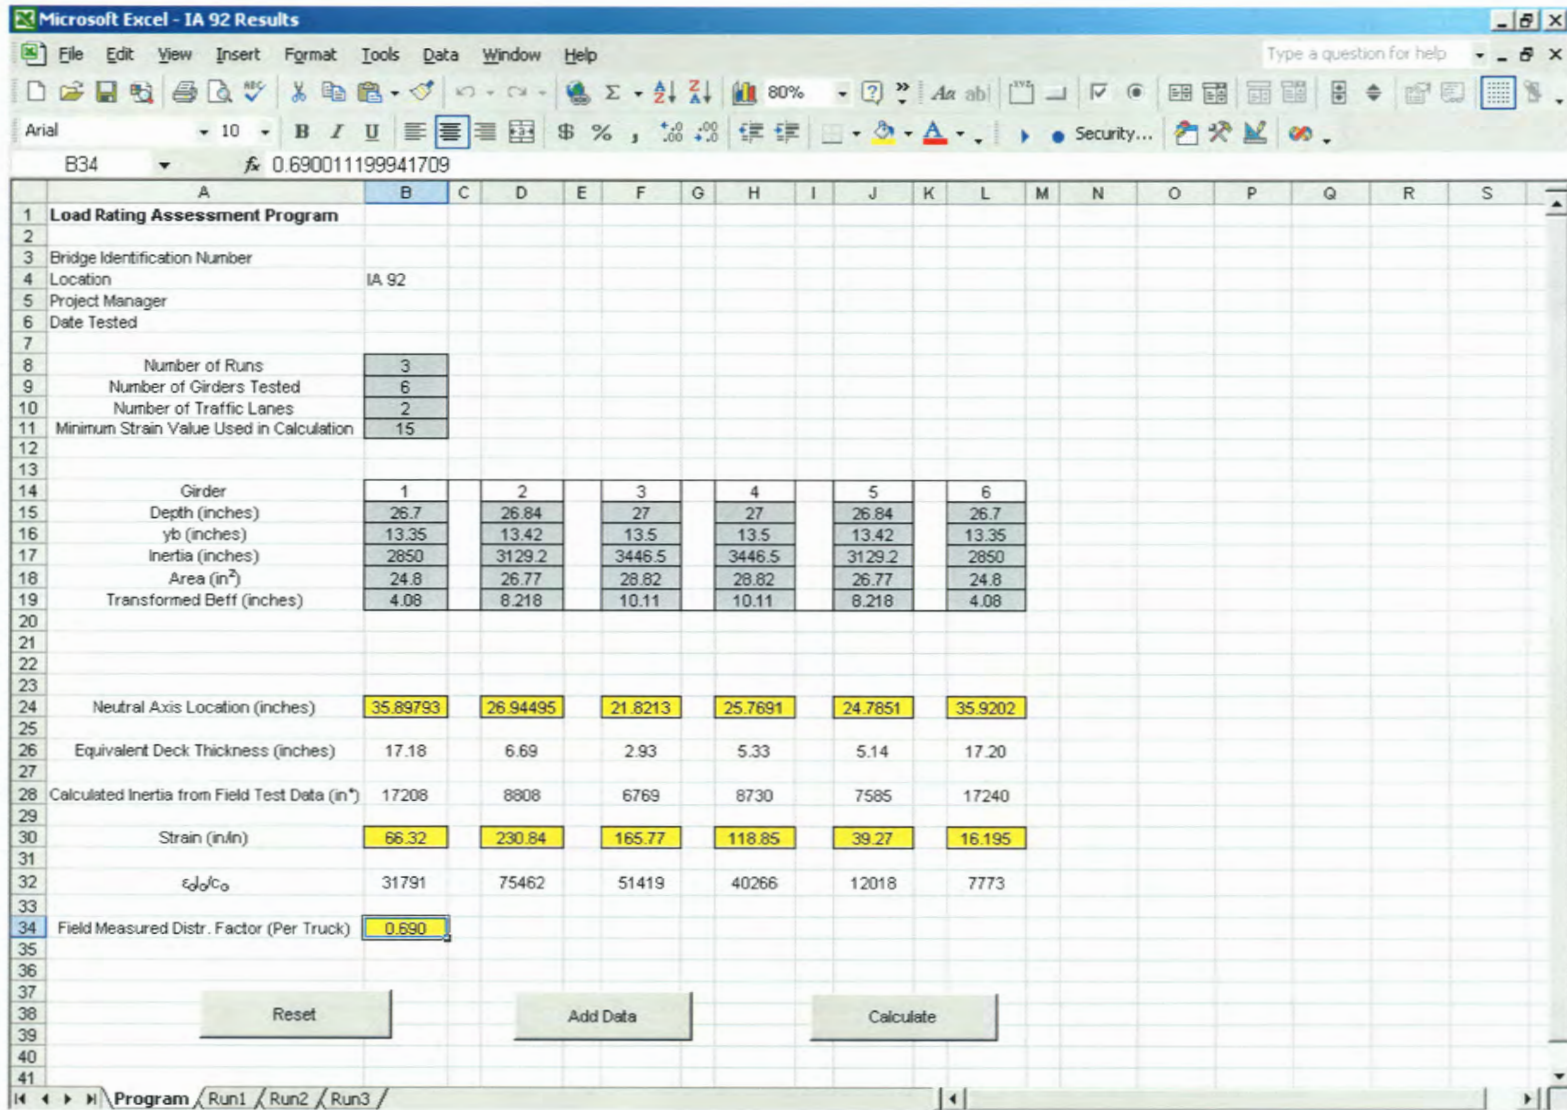 Microsoft Excel - IA 92 Results
File Edit View Insert Format Tools Data Window Help Type a question for help
80%
Arial 10 B I U $ % , Security...
B34 fx 0.690011199941709
A B C D E F G H I J K L M N O P Q R S
1 Load Rating Assessment Program
2
3 Bridge Identification Number
4 Location IA 92
5 Project Manager
6 Date Tested
7
8 Number of Runs 3
9 Number of Girders Tested 6
10 Number of Traffic Lanes 2
11 Minimum Strain Value Used in Calculation 15
12
13
14 Girder 1 2 3 4 5 6
15 Depth (inches) 26.7 26.84 27 27 26.84 26.7
16 yb (inches) 13.35 13.42 13.5 13.5 13.42 13.35
17 Inertia (inches) 2850 3129.2 3446.5 3446.5 3129.2 2850
18 Area (in²) 24.8 26.77 28.82 28.82 26.77 24.8
19 Transformed Beff (inches) 4.08 8.218 10.11 10.11 8.218 4.08
20
21
22
23
24 Neutral Axis Location (inches) 35.89793 26.94495 21.8213 25.7691 24.7851 35.9202
25
26 Equivalent Deck Thickness (inches) 17.18 6.69 2.93 5.33 5.14 17.20
27
28 Calculated Inertia from Field Test Data (in⁴) 17208 8808 6769 8730 7585 17240
29
30 Strain (in/in) 66.32 230.84 165.77 118.85 39.27 16.195
31
32 ε₀I₀/c₀ 31791 75462 51419 40266 12018 7773
33
34 Field Measured Distr. Factor (Per Truck) 0.690
35
36
37
38 Reset Add Data Calculate
39
40
41
Program Run1 Run2 Run3